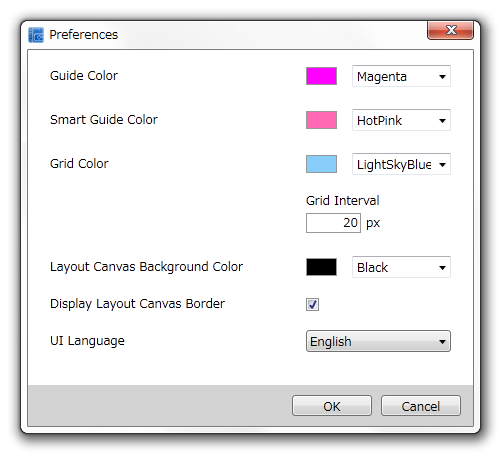 Preferences
Guide Color Magenta
Smart Guide Color HotPink
Grid Color LightSkyBlue
Grid Interval
20 px
Layout Canvas Background Color Black
Display Layout Canvas Border
UI Language English
OK Cancel